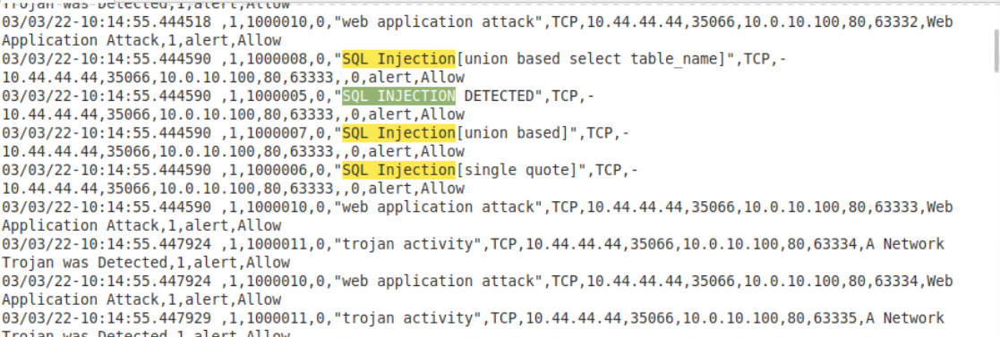 Trojan was Detected,1,alert,Allow
03/03/22-10:14:55.444518 ,1,1000010,0,"web application attack",TCP,10.44.44.44,35066,10.0.10.100,80,63332,Web
Application Attack,1,alert,Allow
03/03/22-10:14:55.444590 ,1,1000008,0,"SQL Injection[union based select table_name]",TCP,-
10.44.44.44,35066,10.0.10.100,80,63333,,0,alert,Allow
03/03/22-10:14:55.444590 ,1,1000005,0,"SQL INJECTION DETECTED",TCP,-
10.44.44.44,35066,10.0.10.100,80,63333,,0,alert,Allow
03/03/22-10:14:55.444590 ,1,1000007,0,"SQL Injection[union based]",TCP,-
10.44.44.44,35066,10.0.10.100,80,63333,,0,alert,Allow
03/03/22-10:14:55.444590 ,1,1000006,0,"SQL Injection[single quote]",TCP,-
10.44.44.44,35066,10.0.10.100,80,63333,,0,alert,Allow
03/03/22-10:14:55.444590 ,1,1000010,0,"web application attack",TCP,10.44.44.44,35066,10.0.10.100,80,63333,Web
Application Attack,1,alert,Allow
03/03/22-10:14:55.447924 ,1,1000011,0,"trojan activity",TCP,10.44.44.44,35066,10.0.10.100,80,63334,A Network
Trojan was Detected,1,alert,Allow
03/03/22-10:14:55.447924 ,1,1000010,0,"web application attack",TCP,10.44.44.44,35066,10.0.10.100,80,63334,Web
Application Attack,1,alert,Allow
03/03/22-10:14:55.447929 ,1,1000011,0,"trojan activity",TCP,10.44.44.44,35066,10.0.10.100,80,63335,A Network
Trojan was Detected,1,alert,Allow